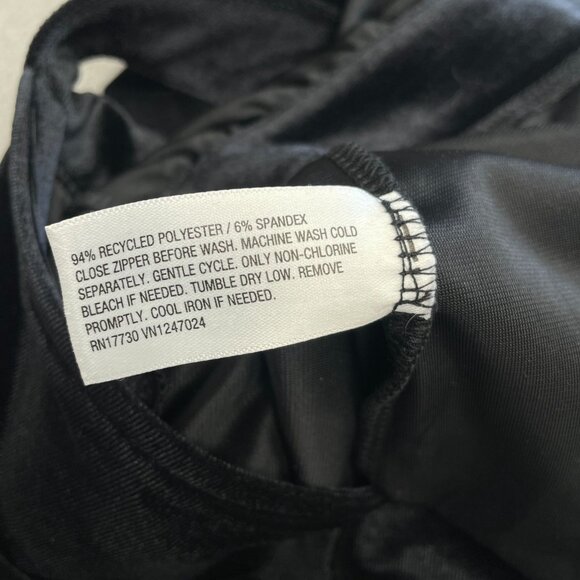 94% RECYCLED POLYESTER / 6% SPANDEX
CLOSE ZIPPER BEFORE WASH. MACHINE WASH COLD
SEPARATELY. GENTLE CYCLE. ONLY NON-CHLORINE
BLEACH IF NEEDED. TUMBLE DRY LOW. REMOVE
PROMPTLY. COOL IRON IF NEEDED.
RN17730 VN1247024